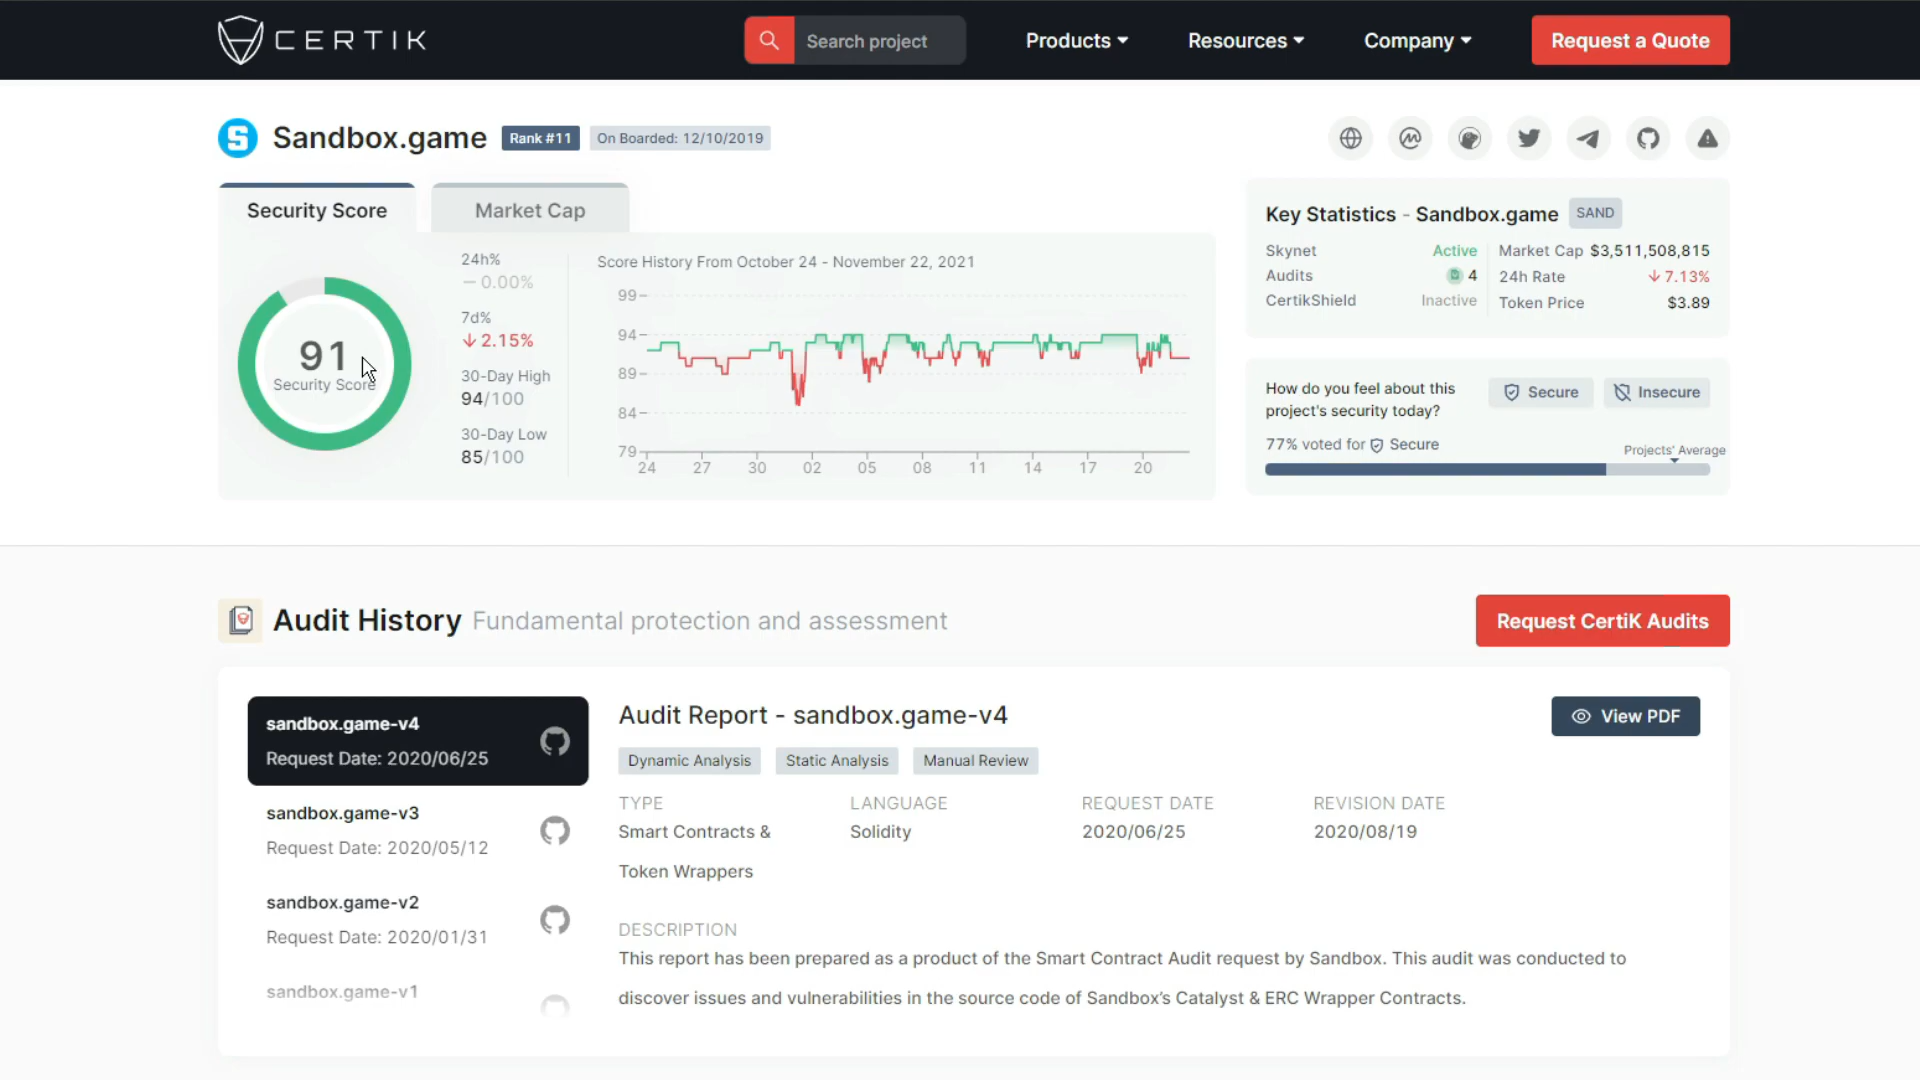 CERTIK
Search project
Products
Resources
Company
Request a Quote
Sandbox.game
Rank #11
On Boarded: 12/10/2019
Security Score
Market Cap
91
Security Score
24h%
0.00%
7d%
2.15%
30-Day High
94/100
30-Day Low
85/100
Score History From October 24 - November 22, 2021
99
94
89
84
79
24 27 30 02 05 08 11 14 17 20
Key Statistics - Sandbox.game SAND
Skynet Active
Audits 4
CertikShield Inactive
Market Cap $3,511,508,815
24h Rate 7.13%
Token Price $3.89
How do you feel about this
project's security today?
Secure
Insecure
77% voted for Secure
Projects' Average
Audit History Fundamental protection and assessment
Request CertiK Audits
sandbox.game-v4
Request Date: 2020/06/25
sandbox.game-v3
Request Date: 2020/05/12
sandbox.game-v2
Request Date: 2020/01/31
sandbox.game-v1
Audit Report - sandbox.game-v4
View PDF
Dynamic Analysis
Static Analysis
Manual Review
TYPE
Smart Contracts &
Token Wrappers
LANGUAGE
Solidity
REQUEST DATE
2020/06/25
REVISION DATE
2020/08/19
DESCRIPTION
This report has been prepared as a product of the Smart Contract Audit request by Sandbox. This audit was conducted to
discover issues and vulnerabilities in the source code of Sandbox's Catalyst & ERC Wrapper Contracts.